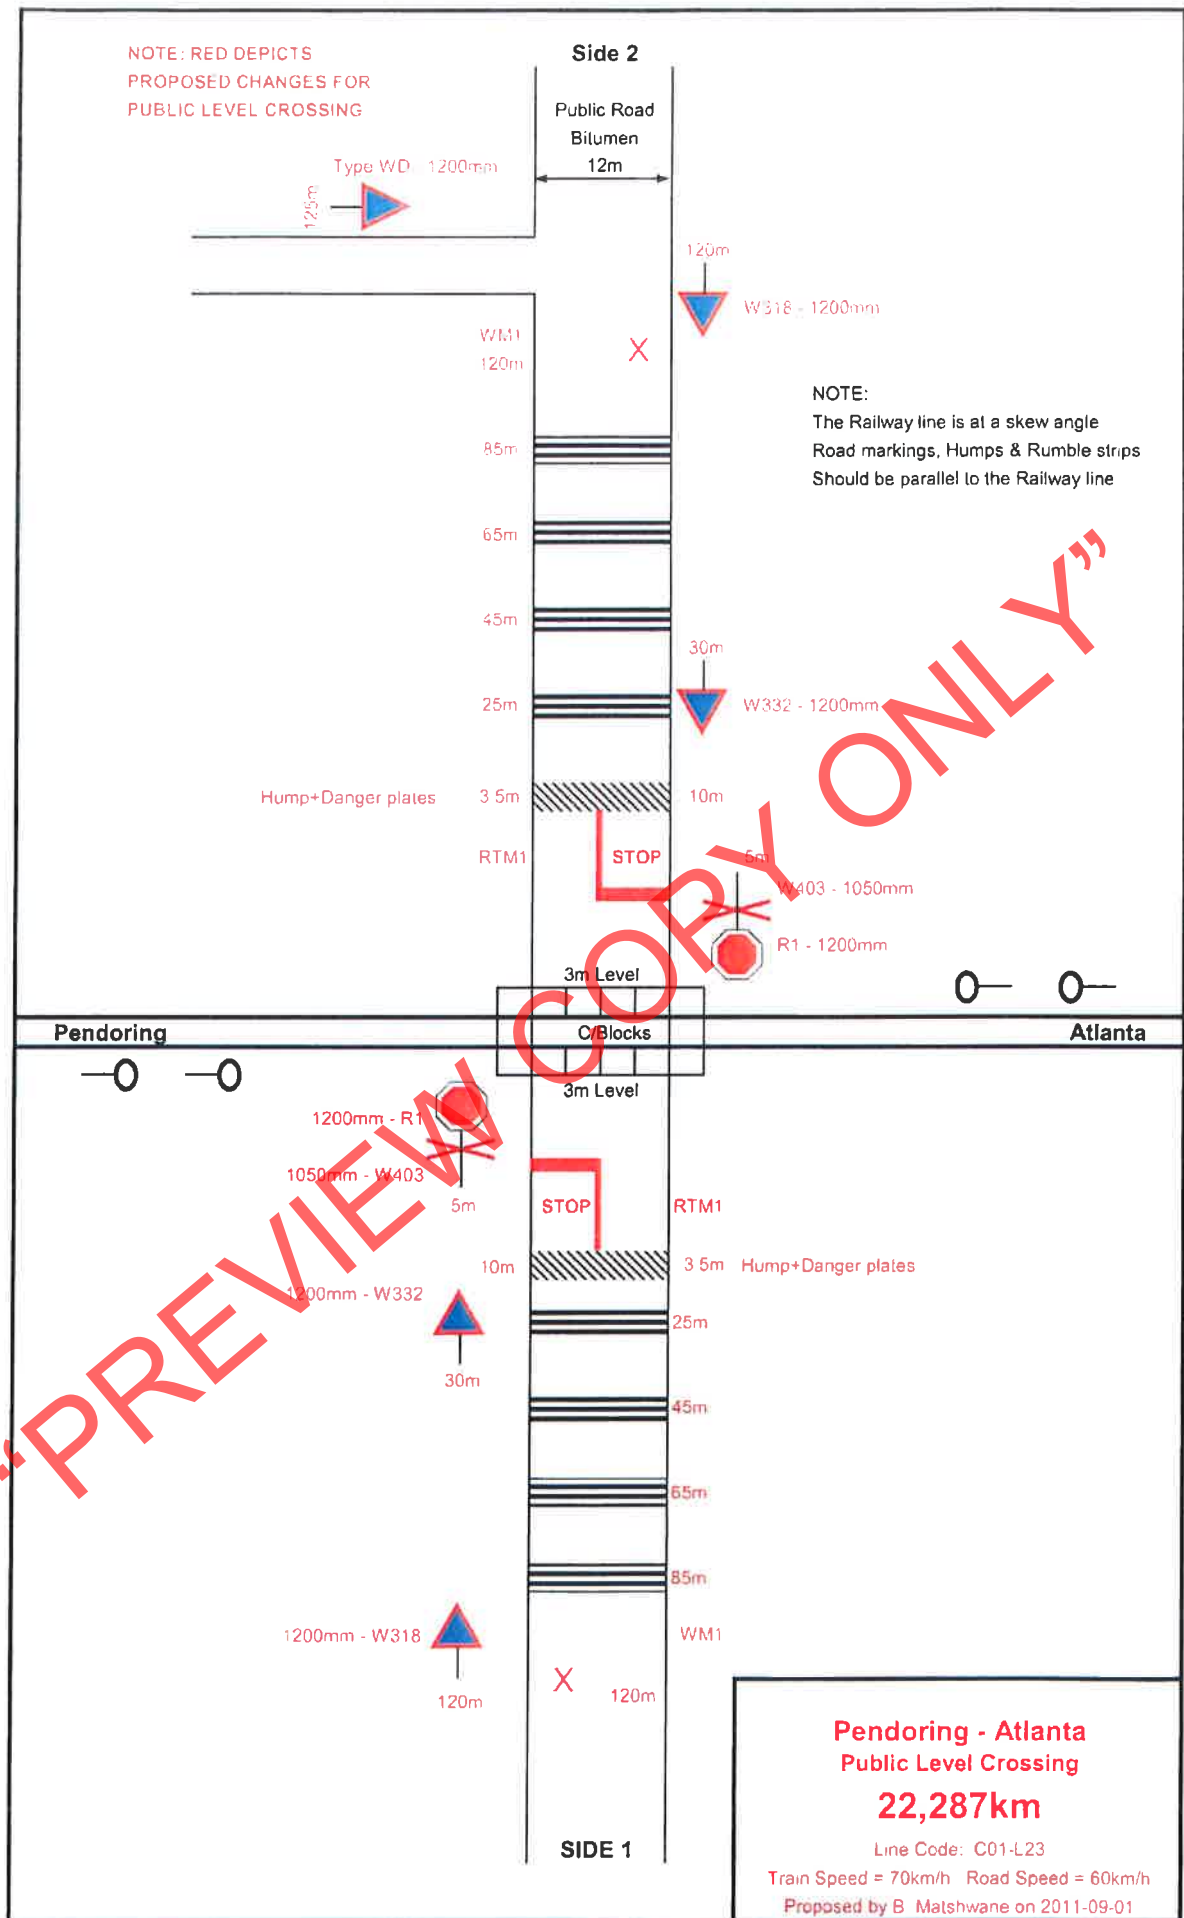 NOTE: RED DEPICTS
PROPOSED CHANGES FOR
PUBLIC LEVEL CROSSING
Side 2
Public Road
Bitumen
12m
Type WD - 1200mm
125m
120m
W318 - 1200mm
WM1
120m
X
NOTE:
The Railway line is at a skew angle
Road markings, Humps & Rumble strips
Should be parallel to the Railway line
85m
65m
45m
30m
25m
W332 - 1200mm
Hump+Danger plates
3 5m
10m
RTM1
STOP
5m
W403 - 1050mm
R1 - 1200mm
3m Level
Pendoring
C/Blocks
Atlanta
3m Level
1200mm - R1
1050mm - W403
5m
STOP
RTM1
10m
3 5m
Hump+Danger plates
1200mm - W332
25m
30m
45m
65m
85m
1200mm - W318
WM1
X
120m
120m
SIDE 1
Pendoring - Atlanta
Public Level Crossing
22,287km
Line Code: C01-L23
Train Speed = 70km/h Road Speed = 60km/h
Proposed by B Matshwane on 2011-09-01
“PREVIEW COPY ONLY”